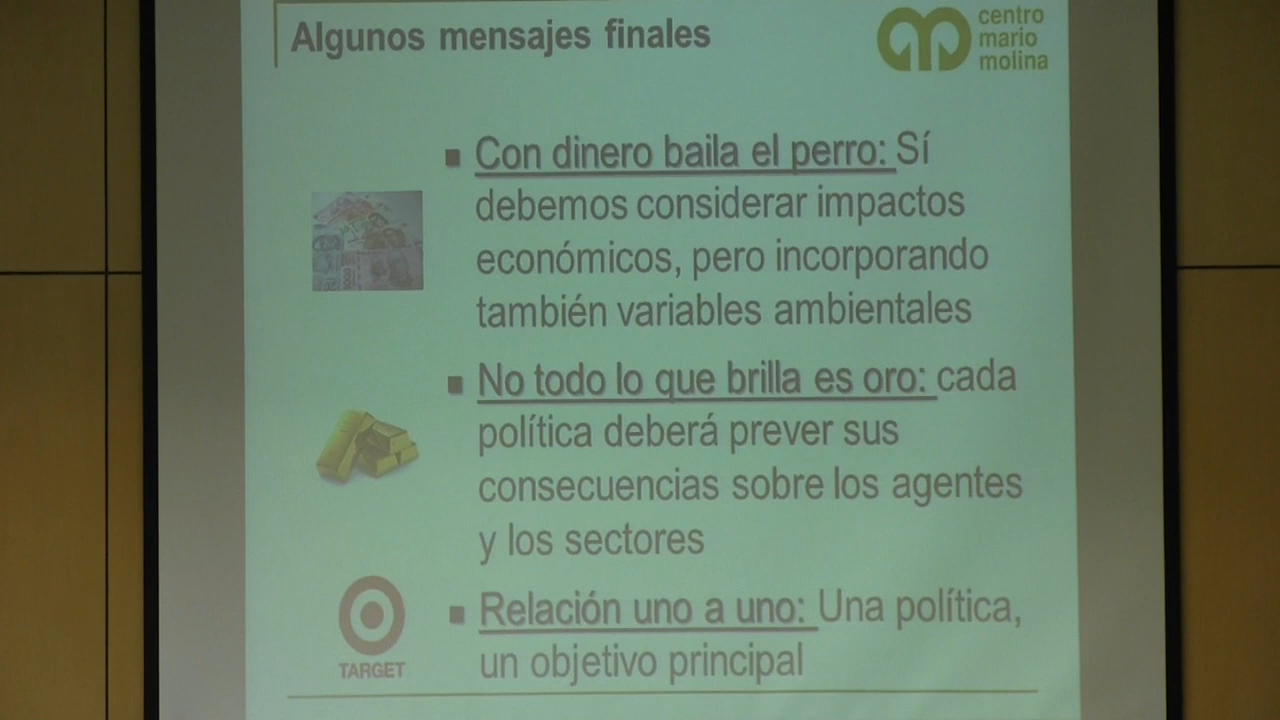 Algunos mensajes finales
centro
mario
molina
▪ Con dinero baila el perro: Sí
debemos considerar impactos
económicos, pero incorporando
también variables ambientales
▪ No todo lo que brilla es oro: cada
política deberá prever sus
consecuencias sobre los agentes
y los sectores
▪ Relación uno a uno: Una política,
un objetivo principal
TARGET